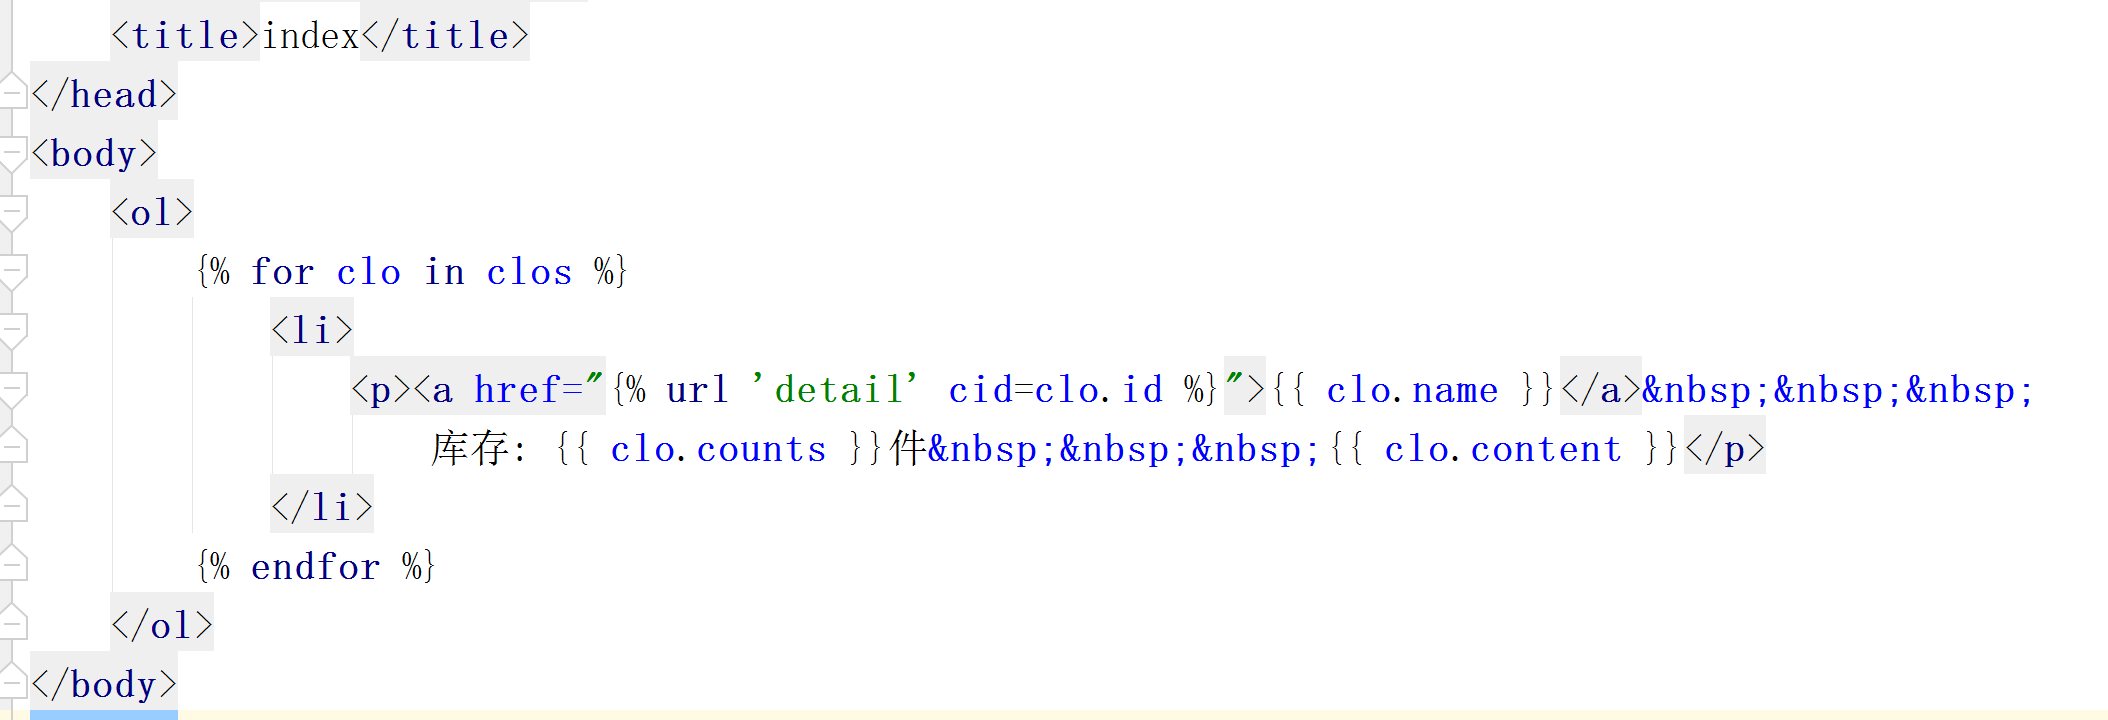 <title>index</title>
</head>
<body>
<ol>
{% for clo in clos %}
<li>
<p><a href="{% url 'detail' cid=clo.id %}">{{ clo.name }}</a>&nbsp;&nbsp;&nbsp;
库存: {{ clo.counts }}件&nbsp;&nbsp;&nbsp;{{ clo.content }}</p>
</li>
{% endfor %}
</ol>
</body>